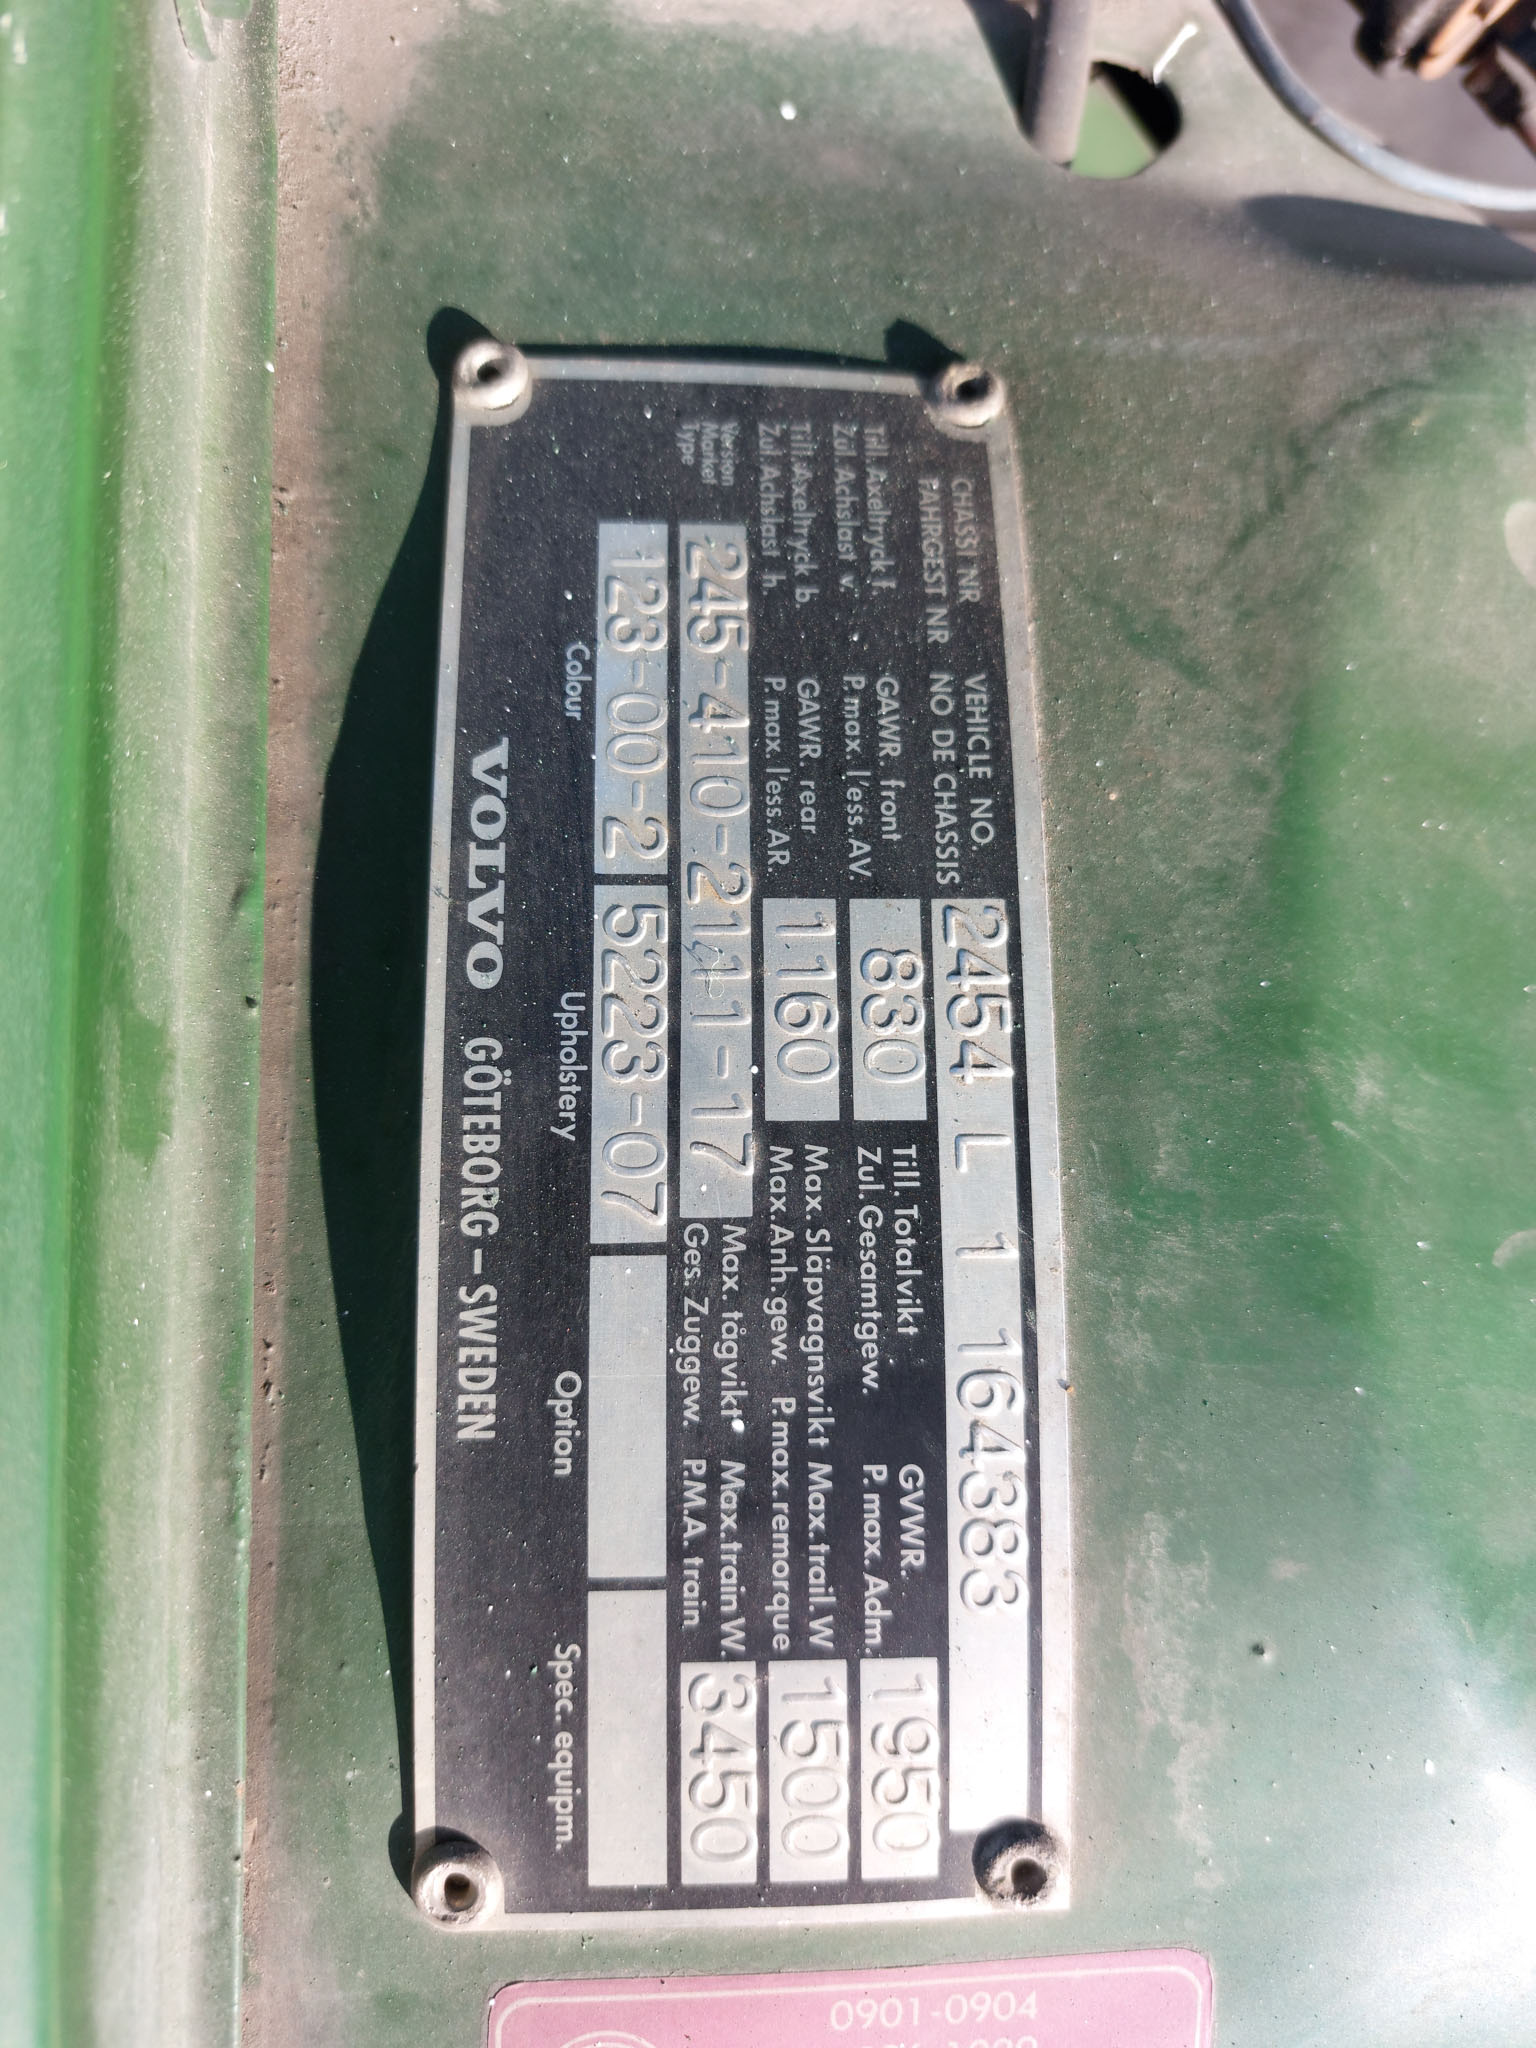 CHASSI NR VEHICLE NO. 2454 L 1 164383
FAHRGEST NR NO DE CHASSIS
Till. Axeltryck f. GAWR. front 830 Till. Totalvikt GVWR. 1950
Zul. Achslast v. P. max. l'ess. AV. Zul. Gesamtgew. P. max. Adm.
Till. Axeltryck b. GAWR. rear 1160 Max. Släpvagnsvikt Max. trail. W 1500
Zul. Achslast h. P. max. l'ess. AR. Max. Anh. gew. P. max. remorque
Version Market Type 245-410-2111-17 Max. tågvikt Max. train W. 3450
Ges. Zuggew. P.M.A. train
123-00-2 5223-07
Colour Upholstery Option Spec. equipm.
VOLVO GÖTEBORG – SWEDEN
0901-0904